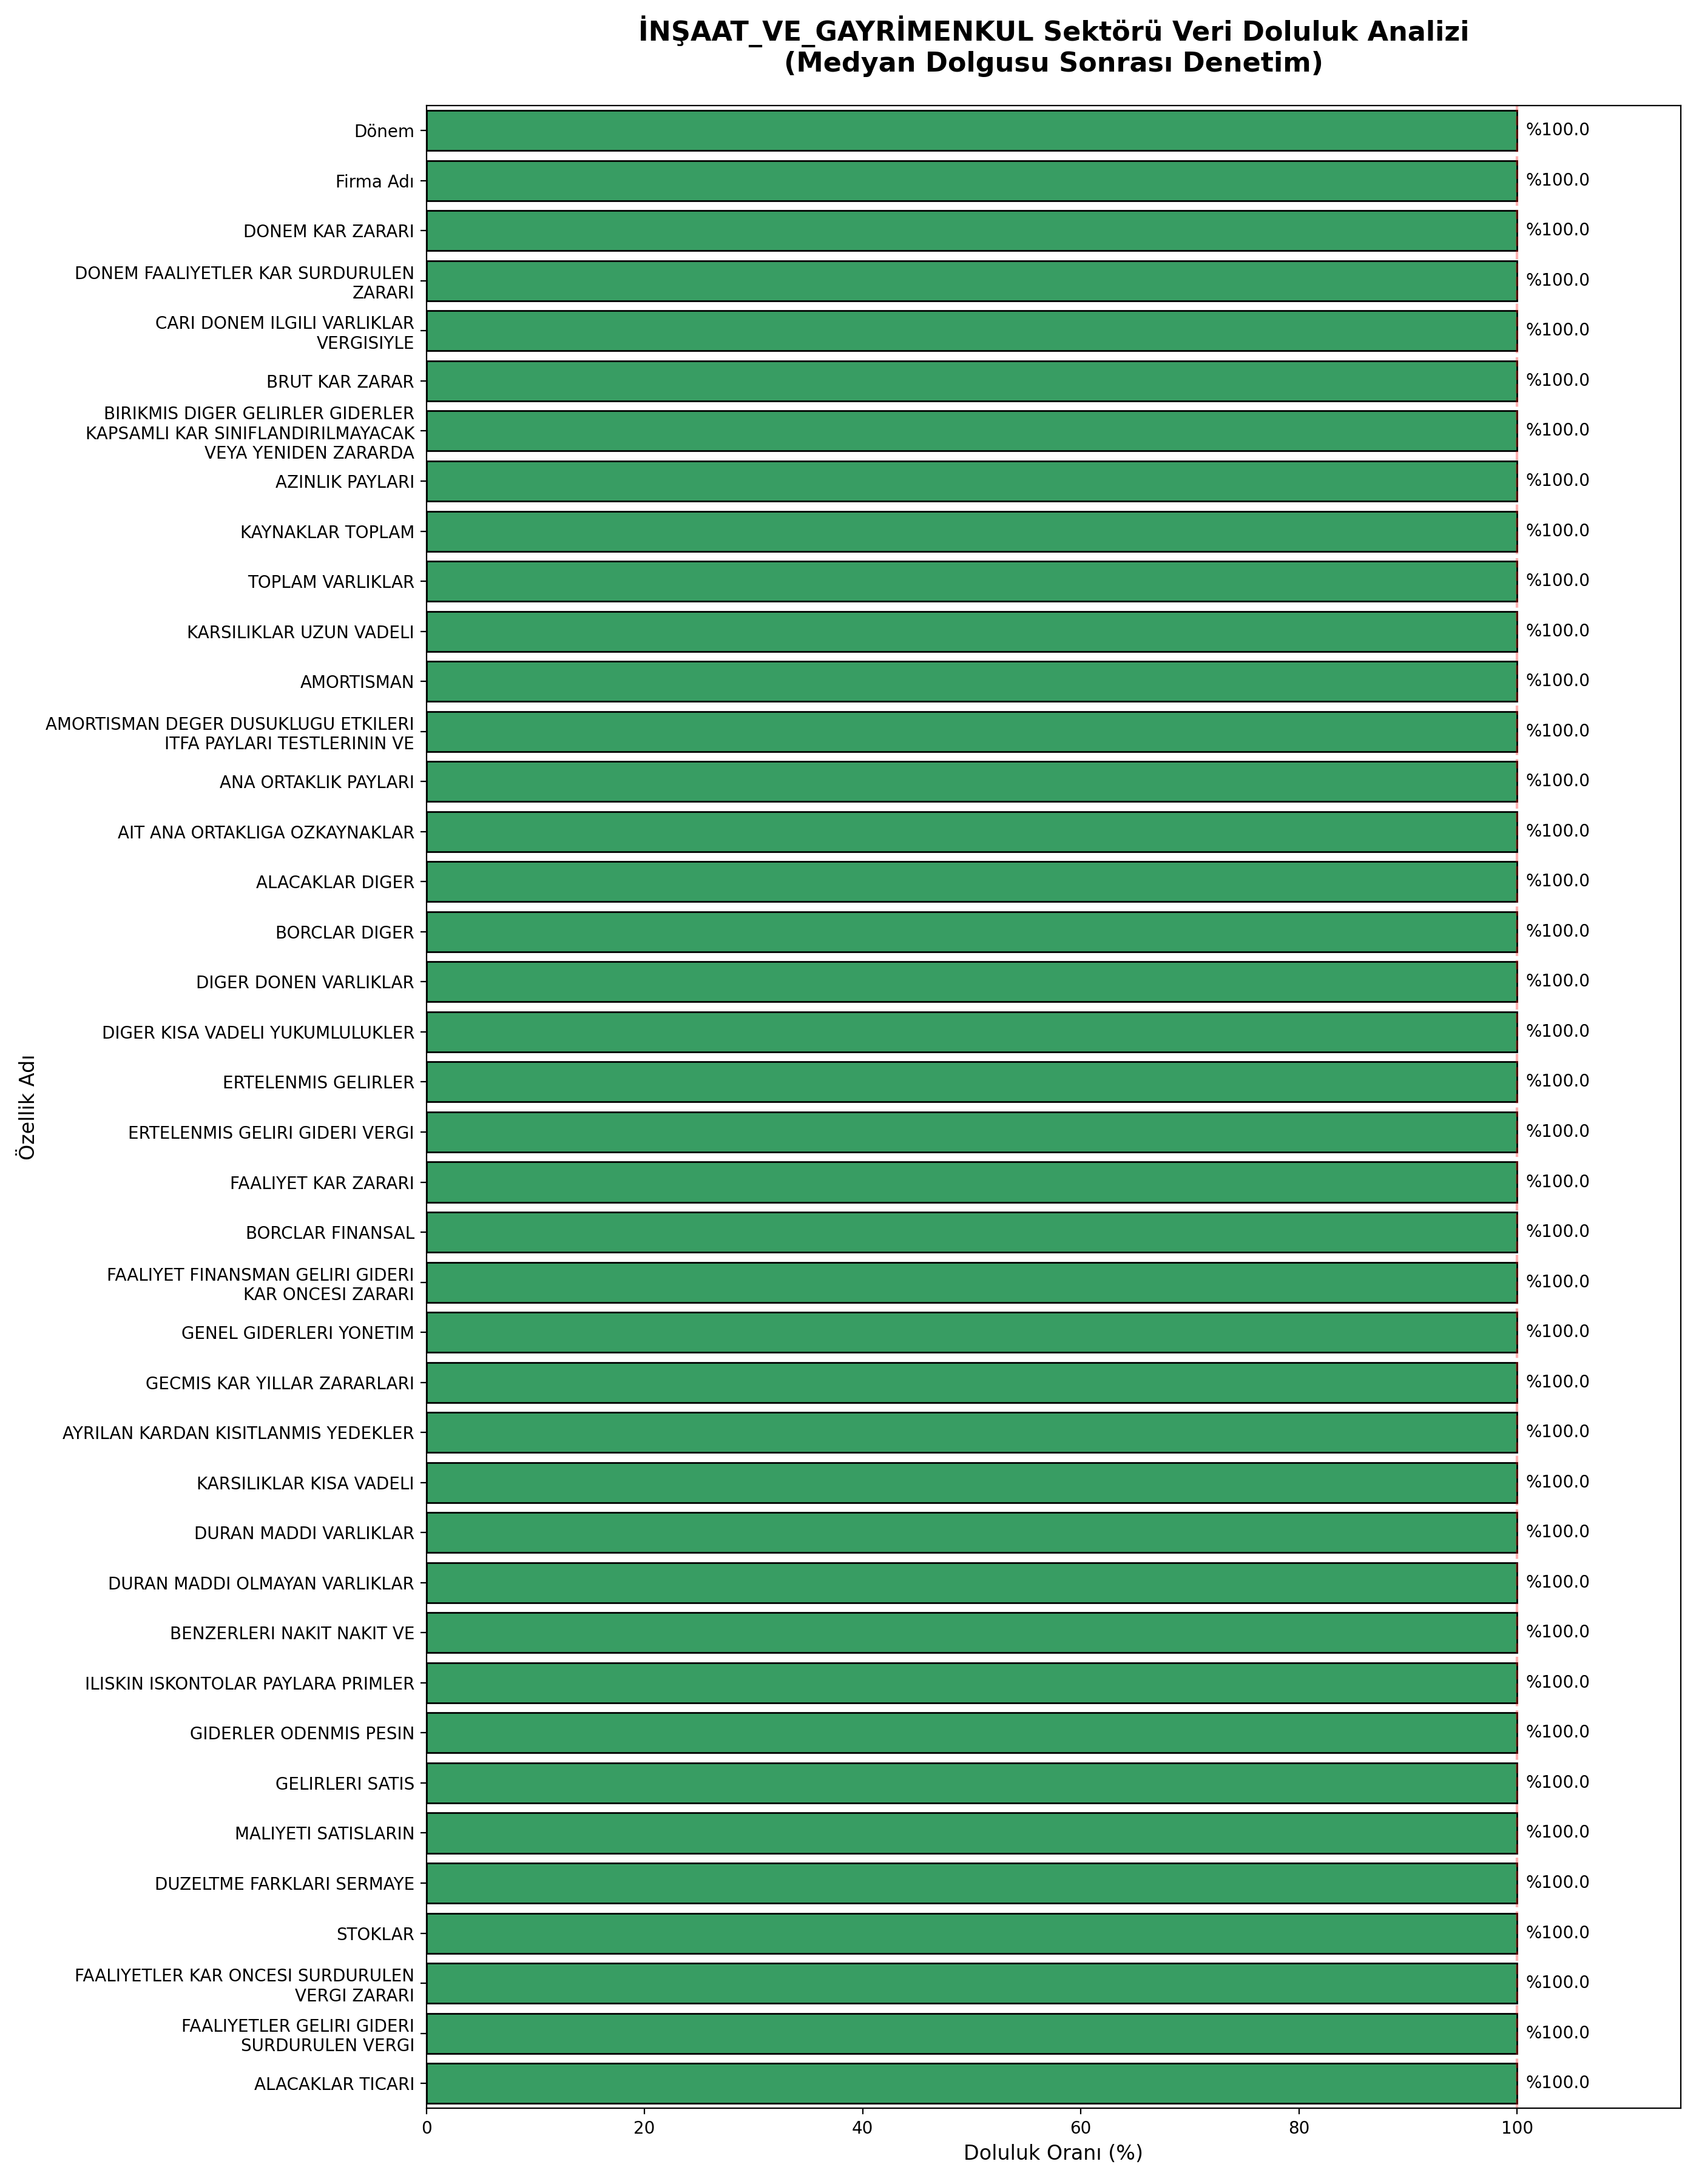 İNŞAAT_VE_GAYRİMENKUL Sektörü Veri Doluluk Analizi
(Medyan Dolgusu Sonrası Denetim)
Dönem %100.0
Firma Adı %100.0
DONEM KAR ZARARI %100.0
DONEM FAALIYETLER KAR SURDURULEN
ZARARI %100.0
CARI DONEM ILGILI VARLIKLAR
VERGISIYLE %100.0
BRUT KAR ZARAR %100.0
BIRIKMIS DIGER GELIRLER GIDERLER
KAPSAMLI KAR SINIFLANDIRILMAYACAK %100.0
VEYA YENIDEN ZARARDA
AZINLIK PAYLARI %100.0
KAYNAKLAR TOPLAM %100.0
TOPLAM VARLIKLAR %100.0
KARSILIKLAR UZUN VADELI %100.0
AMORTISMAN %100.0
AMORTISMAN DEGER DUSUKLUGU ETKILERI
ITFA PAYLARI TESTLERININ VE %100.0
ANA ORTAKLIK PAYLARI %100.0
AIT ANA ORTAKLIGA OZKAYNAKLAR %100.0
ALACAKLAR DIGER %100.0
BORCLAR DIGER %100.0
DIGER DONEN VARLIKLAR %100.0
DIGER KISA VADELI YUKUMLULUKLER %100.0
ERTELENMIS GELIRLER %100.0
ERTELENMIS GELIRI GIDERI VERGI %100.0
FAALIYET KAR ZARARI %100.0
BORCLAR FINANSAL %100.0
FAALIYET FINANSMAN GELIRI GIDERI
KAR ONCESI ZARARI %100.0
GENEL GIDERLERI YONETIM %100.0
GECMIS KAR YILLAR ZARARLARI %100.0
AYRILAN KARDAN KISITLANMIS YEDEKLER %100.0
KARSILIKLAR KISA VADELI %100.0
DURAN MADDI VARLIKLAR %100.0
DURAN MADDI OLMAYAN VARLIKLAR %100.0
BENZERLERI NAKIT NAKIT VE %100.0
ILISKIN ISKONTOLAR PAYLARA PRIMLER %100.0
GIDERLER ODENMIS PESIN %100.0
GELIRLERI SATIS %100.0
MALIYETI SATISLARIN %100.0
DUZELTME FARKLARI SERMAYE %100.0
STOKLAR %100.0
FAALIYETLER KAR ONCESI SURDURULEN
VERGI ZARARI %100.0
FAALIYETLER GELIRI GIDERI
SURDURULEN VERGI %100.0
ALACAKLAR TICARI %100.0
Özellik Adı
0 20 40 60 80 100
Doluluk Oranı (%)